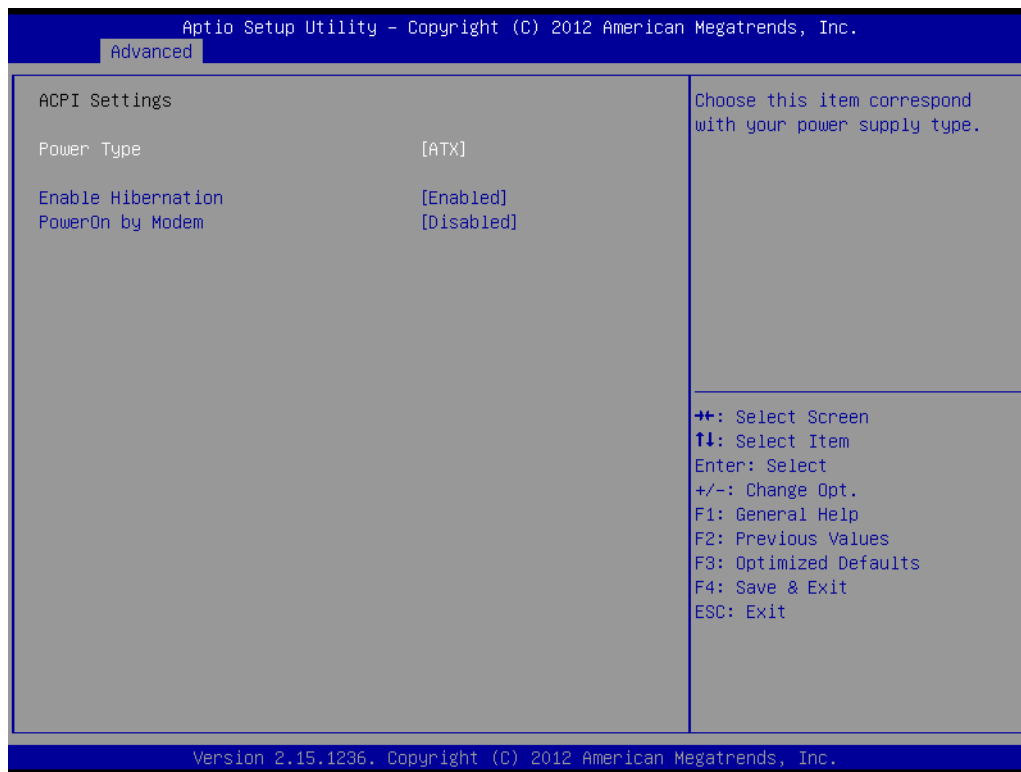 Aptio Setup Utility – Copyright (C) 2012 American Megatrends, Inc.
Advanced
ACPI Settings
Power Type [ATX]
Enable Hibernation [Enabled]
PowerOn by Modem [Disabled]
Choose this item correspond
with your power supply type.
→←: Select Screen
↑↓: Select Item
Enter: Select
+/-: Change Opt.
F1: General Help
F2: Previous Values
F3: Optimized Defaults
F4: Save & Exit
ESC: Exit
Version 2.15.1236. Copyright (C) 2012 American Megatrends, Inc.